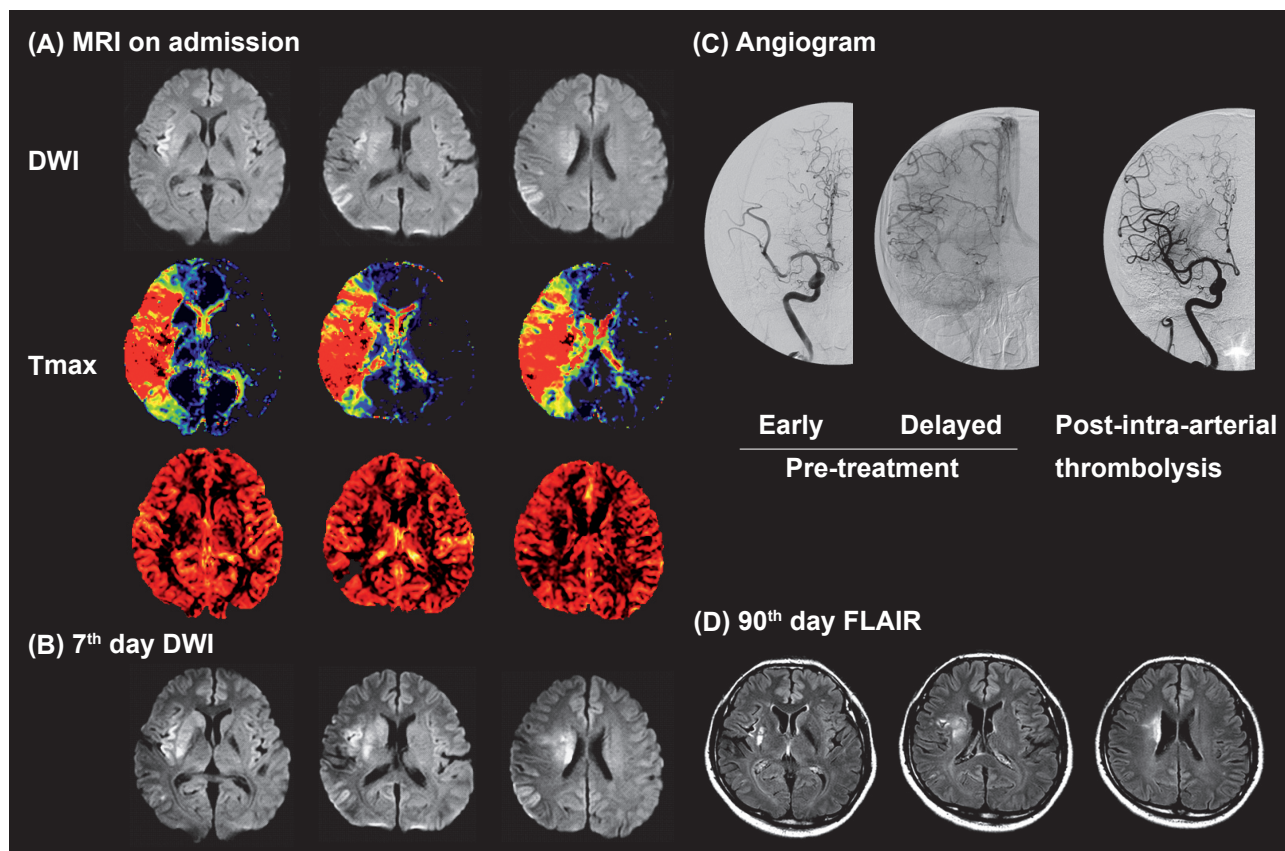 (A) MRI on admission
DWI
Tmax
(B) 7th day DWI
(C) Angiogram
Early
Delayed
Post-intra-arterial
Pre-treatment
thrombolysis
(D) 90th day FLAIR